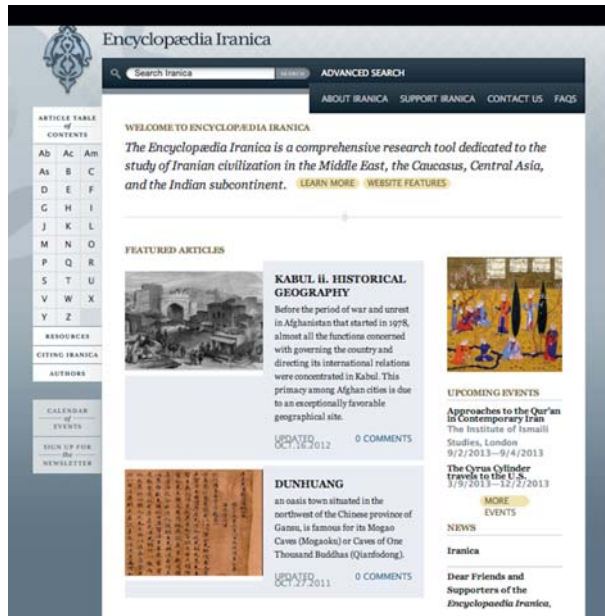 Encyclopædia Iranica
Search Iranica
SEARCH
ADVANCED SEARCH
ABOUT IRANICA SUPPORT IRANICA CONTACT US FAQS
ARTICLE TABLE
of
CONTENTS
Ab Ac Am
As B C
D E F
G H I
J K L
M N O
P Q R
S T U
V W X
Y Z
RESOURCES
CITING IRANICA
AUTHORS
CALENDAR
of
EVENTS
SIGN UP FOR
the
NEWSLETTER
WELCOME TO ENCYCLOPÆDIA IRANICA
The Encyclopædia Iranica is a comprehensive research tool dedicated to the
study of Iranian civilization in the Middle East, the Caucasus, Central Asia,
and the Indian subcontinent. LEARN MORE WEBSITE FEATURES
FEATURED ARTICLES
KABUL ii. HISTORICAL
GEOGRAPHY
Before the period of war and unrest
in Afghanistan that started in 1978,
almost all the functions concerned
with governing the country and
directing its international relations
were concentrated in Kabul. This
primacy among Afghan cities is due
to an exceptionally favorable
geographical site.
UPDATED
OCT.16.2012
0 COMMENTS
DUNHUANG
an oasis town situated in the
northwest of the Chinese province of
Gansu, is famous for its Mogao
Caves (Mogaoku) or Caves of One
Thousand Buddhas (Qianfodong).
UPDATED
OCT.27.2011
0 COMMENTS
UPCOMING EVENTS
Approaches to the Qur'an
in Contemporary Iran
The Institute of Ismaili
Studies, London
9/2/2013—9/4/2013
The Cyrus Cylinder
travels to the U.S.
3/9/2013—12/2/2013
MORE
EVENTS
NEWS
Iranica
Dear Friends and
Supporters of the
Encyclopaedia Iranica,